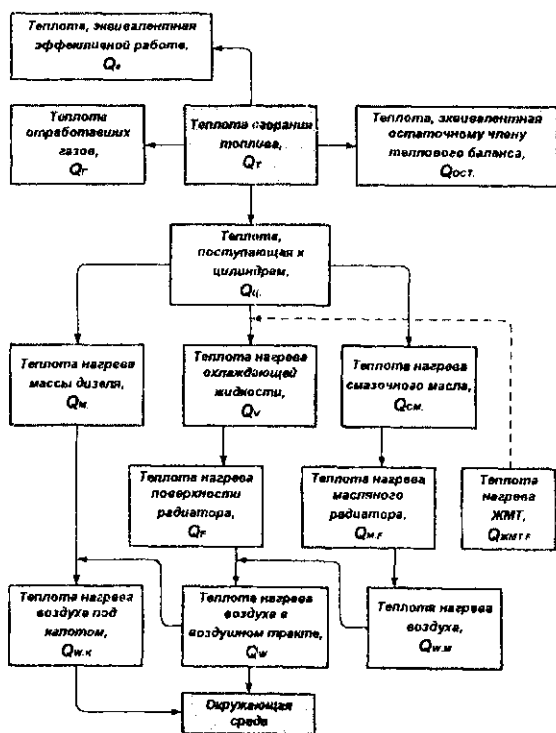 Теплота, эквивалентная
эффективной работе,
Qe
Теплота
отработавших
газов,
QГ
Теплота сгорания
топлива,
QТ.
Теплота, эквивалентная
остаточному члену
теплового баланса,
QОСТ.
Теплота,
поступающая к
цилиндрам,
QЦ.
Теплота нагрева
массы дизеля,
QМ.
Теплота нагрева
охлаждающей
жидкости,
QV
Теплота нагрева
смазочного масла,
QСМ.
Теплота нагрева
поверхности
радиатора,
QF
Теплота нагрева
масляного
радиатора,
QМ.F
Теплота
нагрева
ЖМТ,
QЖМТ.F
Теплота нагрева
воздуха под
капотом,
QW.К
Теплота нагрева
воздуха в
воздушном тракте,
QW
Теплота нагрева
воздуха,
QW.М
Окружающая
среда